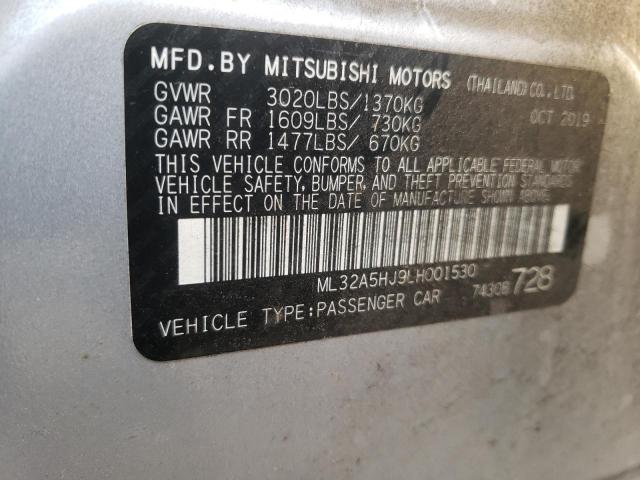 MFD.BY MITSUBISHI MOTORS (THAILAND) CO., LTD.
GVWR 3020LBS/1370KG OCT 2019
GAWR FR 1609LBS/ 730KG
GAWR RR 1477LBS/ 670KG
THIS VEHICLE CONFORMS TO ALL APPLICABLE FEDERAL MOTOR
VEHICLE SAFETY, BUMPER, AND THEFT PREVENTION STANDARDS
IN EFFECT ON THE DATE OF MANUFACTURE SHOWN ABOVE.
ML32A5HJ9LH001530
VEHICLE TYPE:PASSENGER CAR 7430B 728